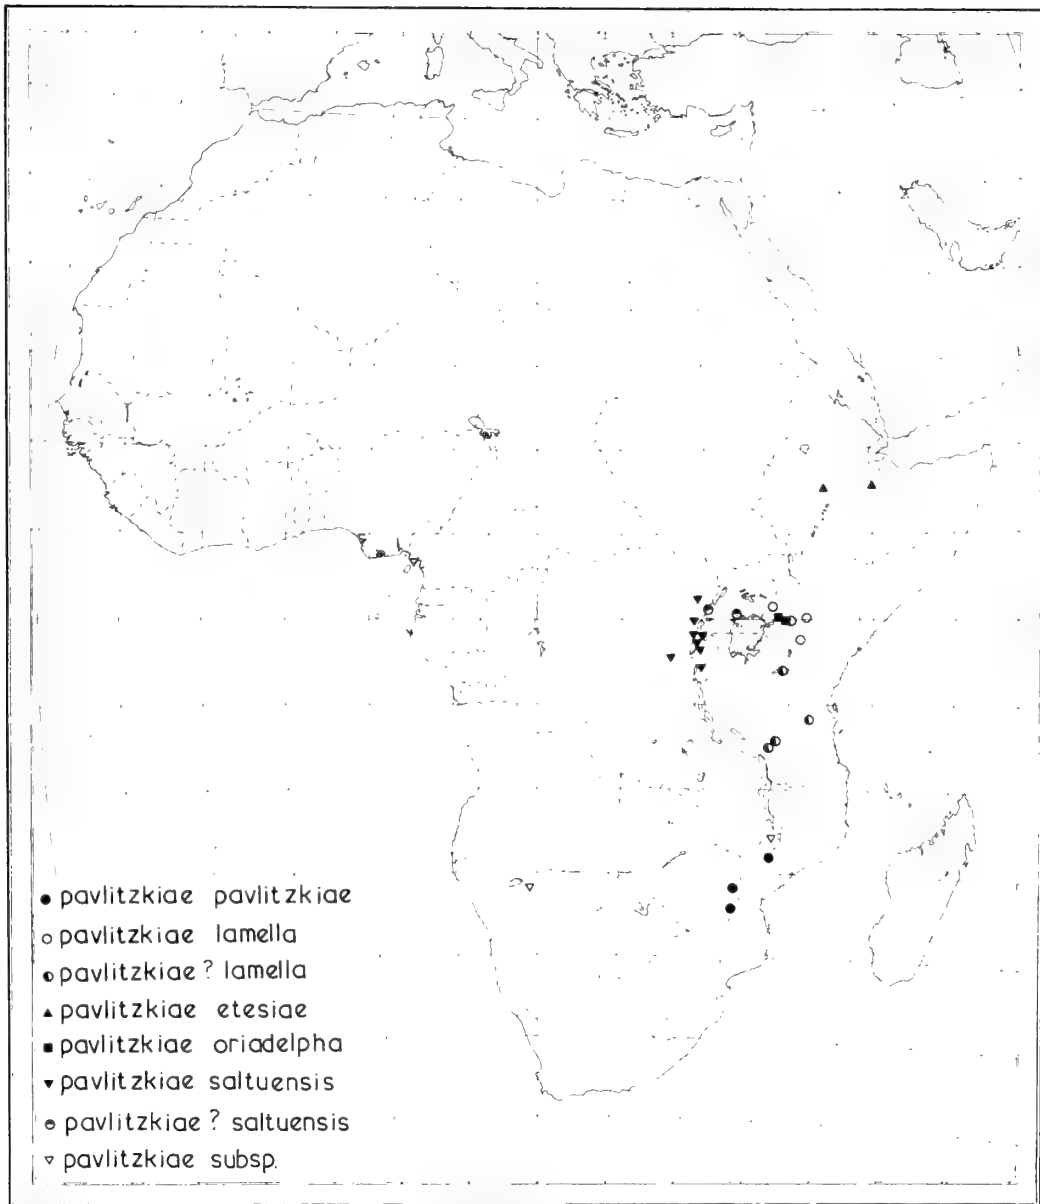 pavlitzkiae pavlitzkiae
pavlitzkiae lamella
pavlitzkiae? lamella
pavlitzkiae etesiae
pavlitzkiae oriadelpha
pavlitzkiae saltuensis
pavlitzkiae? saltuensis
pavlitzkiae subsp.